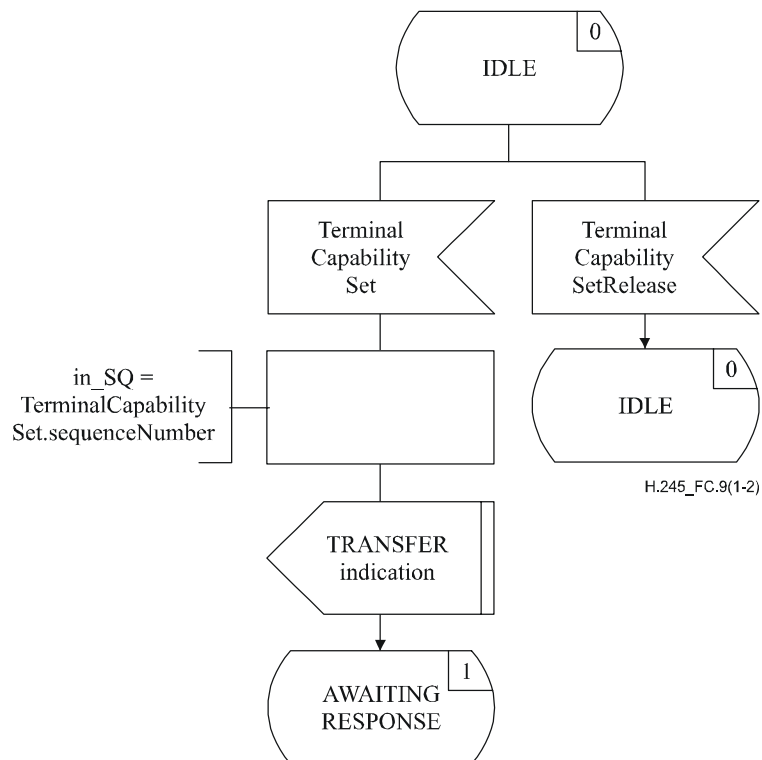 0
IDLE
Terminal
Capability
Set
Terminal
Capability
SetRelease
in_SQ =
TerminalCapability
Set.sequenceNumber
0
IDLE
H.245_FC.9(1-2)
TRANSFER
indication
1
AWAITING
RESPONSE